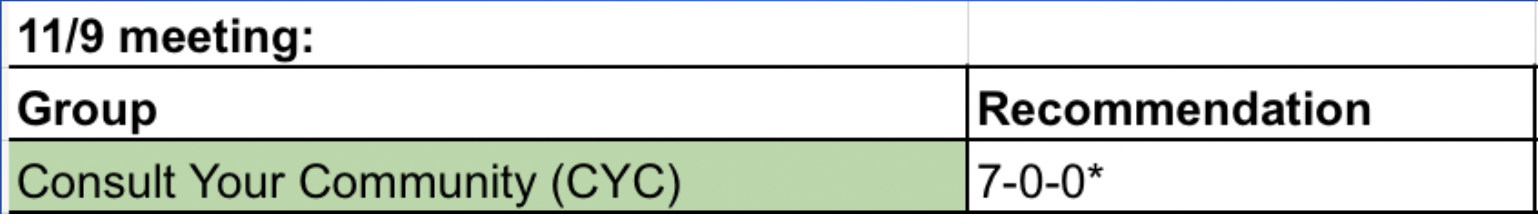 11/9 meeting:
Group Recommendation
Consult Your Community (CYC) 7-0-0*